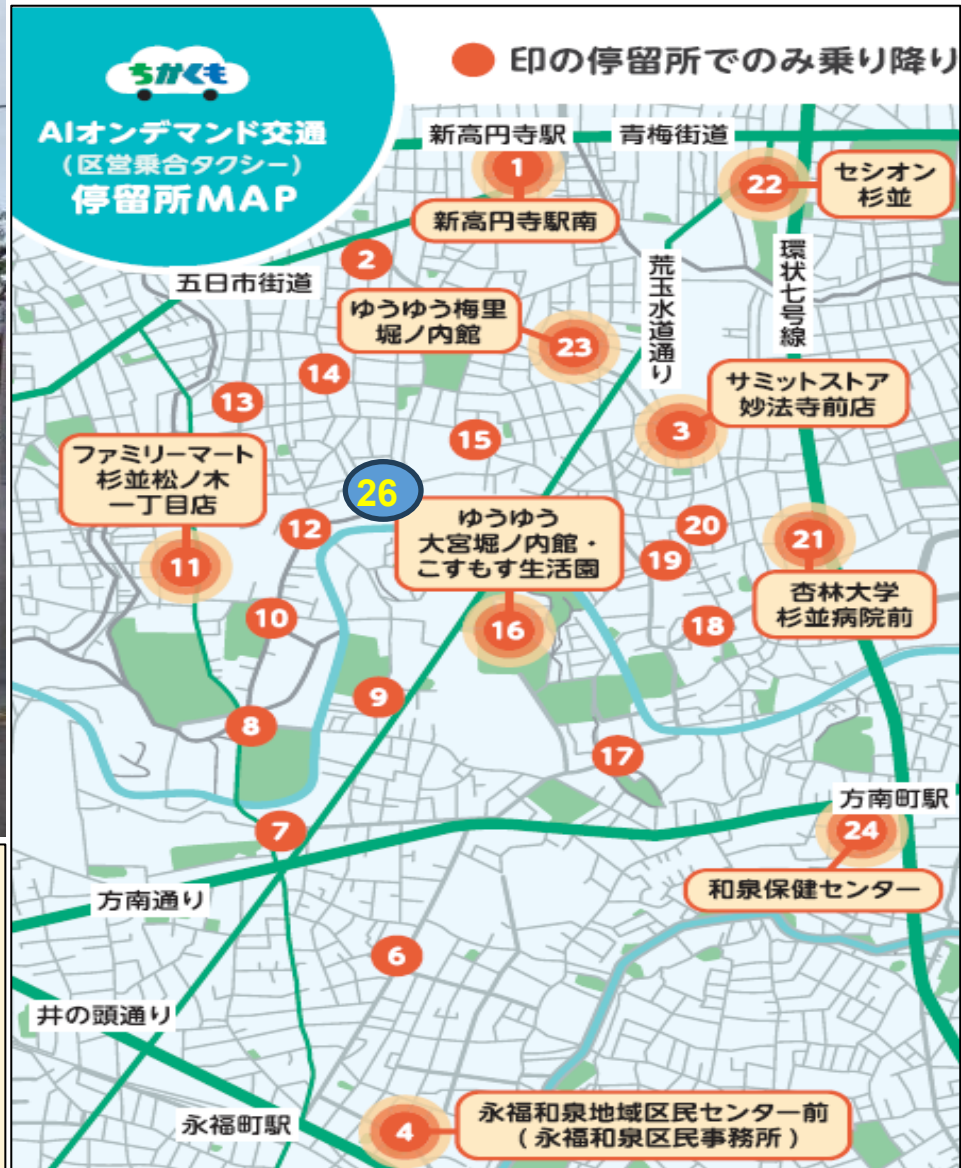 ちかくも
AIオンデマンド交通
(区営乗合タクシー)
停留所MAP
印の停留所でのみ乗り降り
新高円寺駅
青梅街道
1
新高円寺駅南
22
セシオン
杉並
2
五日市街道
荒玉水道通り
環状七号線
ゆうゆう梅里
堀ノ内館
23
14
13
サミットストア
妙法寺前店
3
15
ファミリーマート
杉並松ノ木
一丁目店
11
26
12
ゆうゆう
大宮堀ノ内館・
こすもす生活園
16
20
19
21
杏林大学
杉並病院前
10
18
9
8
17
7
方南町駅
24
和泉保健センター
方南通り
6
井の頭通り
永福町駅
4
永福和泉地域区民センター前
(永福和泉区民事務所)